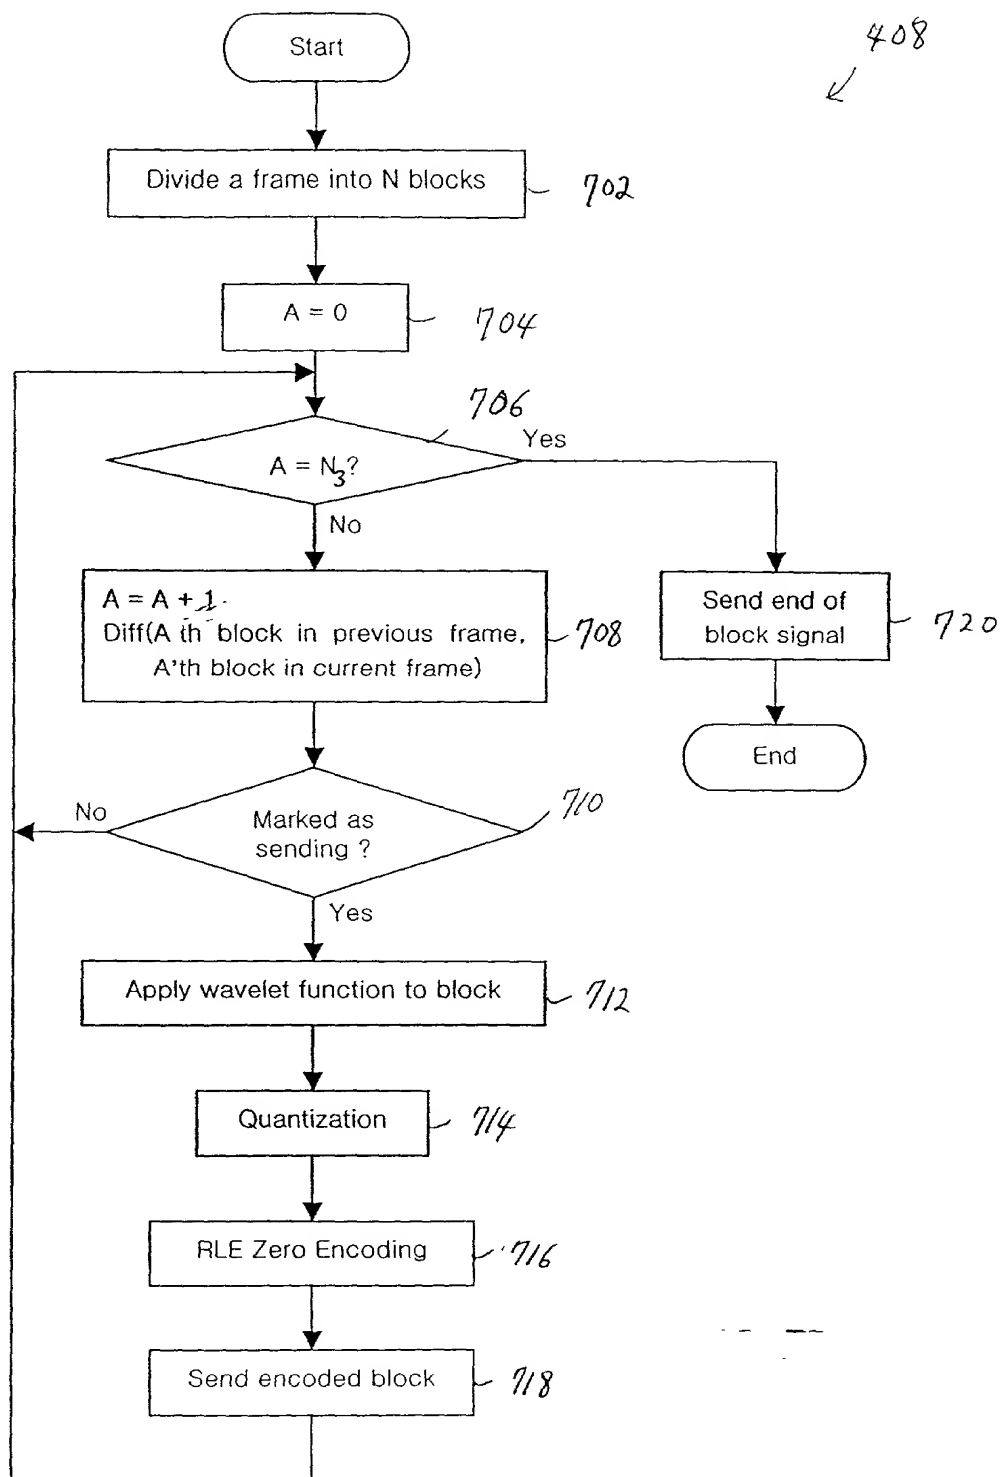 Start
408
Divide a frame into N blocks
702
A = 0
704
706
Yes
A = N3?
No
A = A + 1
Diff(A'th block in previous frame,
A'th block in current frame)
708
Send end of
block signal
720
End
No
Marked as
sending ?
710
Yes
Apply wavelet function to block
712
Quantization
714
RLE Zero Encoding
716
Send encoded block
718